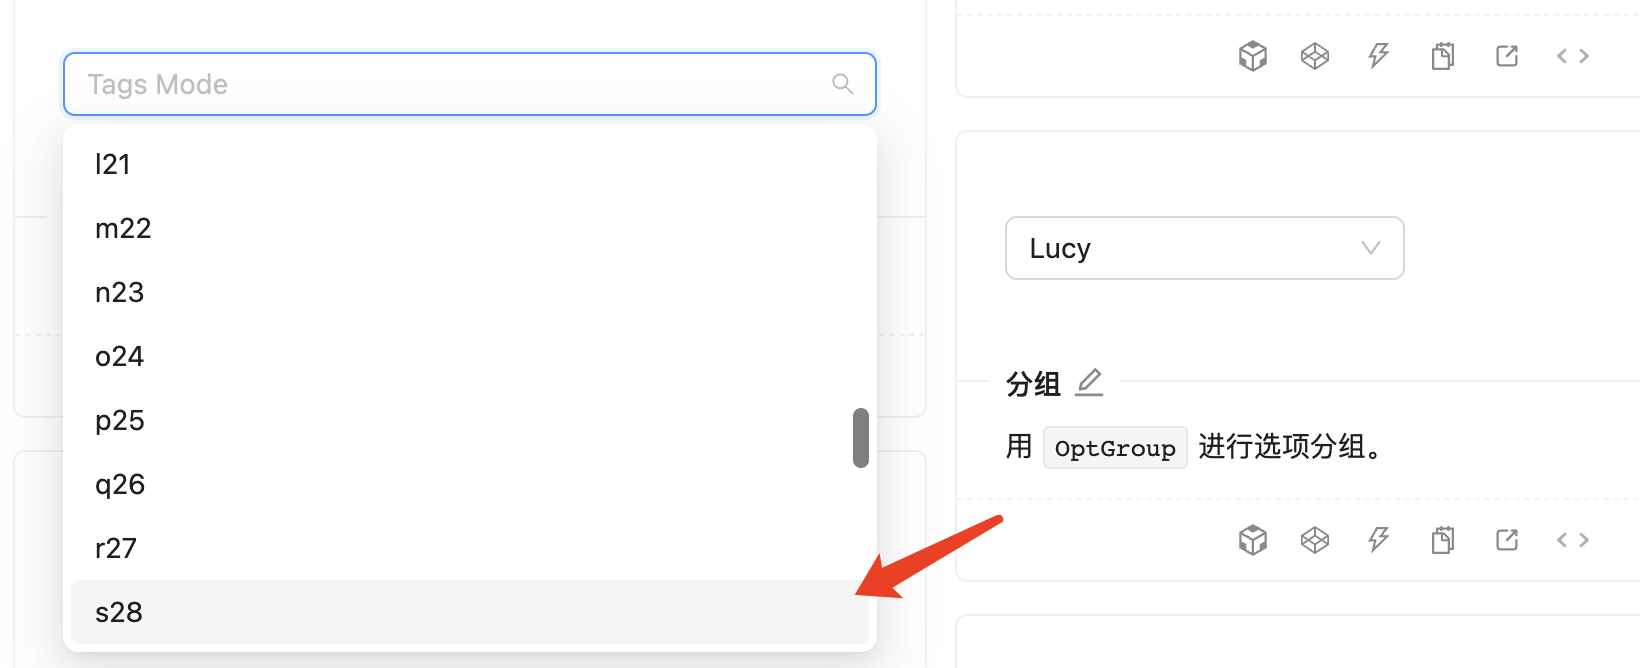 Tags Mode
l21
m22
n23
o24
p25
q26
r27
s28
Lucy
分组
用 OptGroup 进行选项分组。